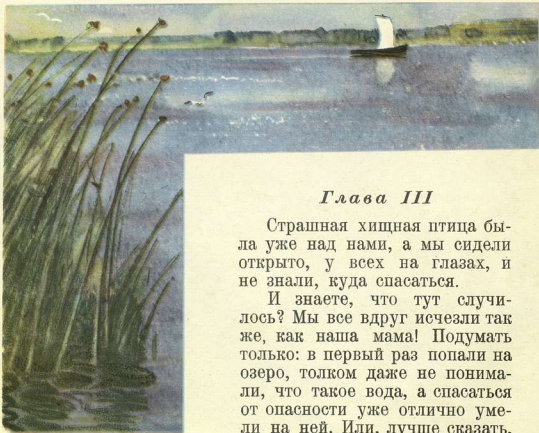 Глава III
Страшная хищная птица бы-
ла уже над нами, а мы сидели
открыто, у всех на глазах, и
не знали, куда спасаться.
И знаете, что тут случи-
лось? Мы все вдруг исчезли так
же, как наша мама! Подумать
только: в первый раз попали на
озеро, толком даже не понима-
ли, что такое вода, а спасаться
от опасности уже отлично уме-
ли на ней. Или, лучше сказать,